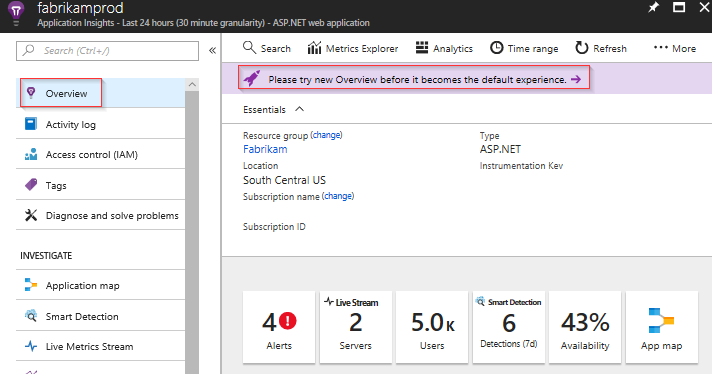 fabrikamprod
Application Insights - Last 24 hours (30 minute granularity) - ASP.NET web application
Search (Ctrl+/)
Overview
Activity log
Access control (IAM)
Tags
Diagnose and solve problems
INVESTIGATE
Application map
Smart Detection
Live Metrics Stream
Search
Metrics Explorer
Analytics
Time range
Refresh
More
Please try new Overview before it becomes the default experience.
Essentials
Resource group (change)
Fabrikam
Location
South Central US
Subscription name (change)
Subscription ID
Type
ASP.NET
Instrumentation Key
4
Alerts
Live Stream
2
Servers
5.0 K
Users
Smart Detection
6
Detections (7d)
43%
Availability
App map